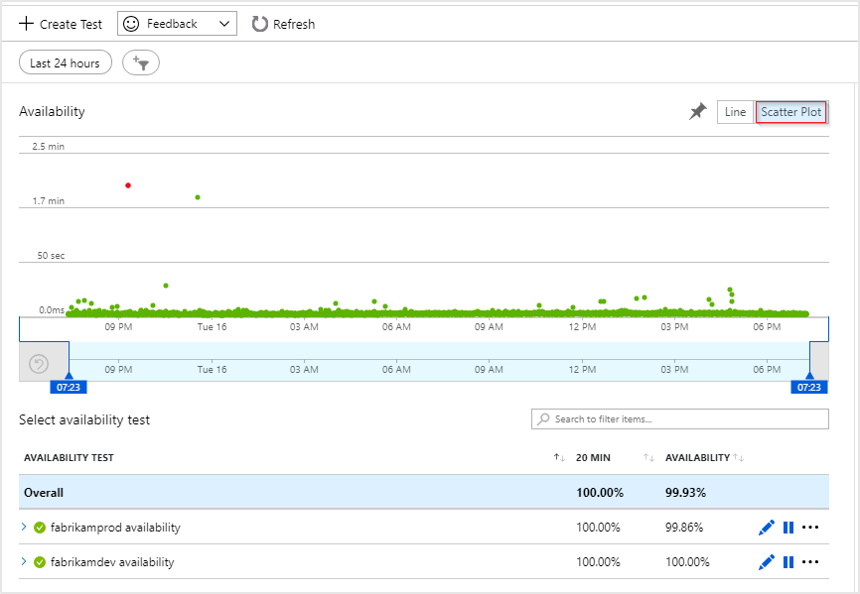 Create Test Feedback Refresh
Last 24 hours
Availability Line Scatter Plot
2.5 min
1.7 min
50 sec
0.0ms
09 PM Tue 16 03 AM 06 AM 09 AM 12 PM 03 PM 06 PM
09 PM Tue 16 03 AM 06 AM 09 AM 12 PM 03 PM 06 PM
07:23 07:23
Select availability test Search to filter items...
AVAILABILITY TEST 20 MIN AVAILABILITY
Overall 100.00% 99.93%
fabrikamprod availability 100.00% 99.86%
fabrikamdev availability 100.00% 100.00%